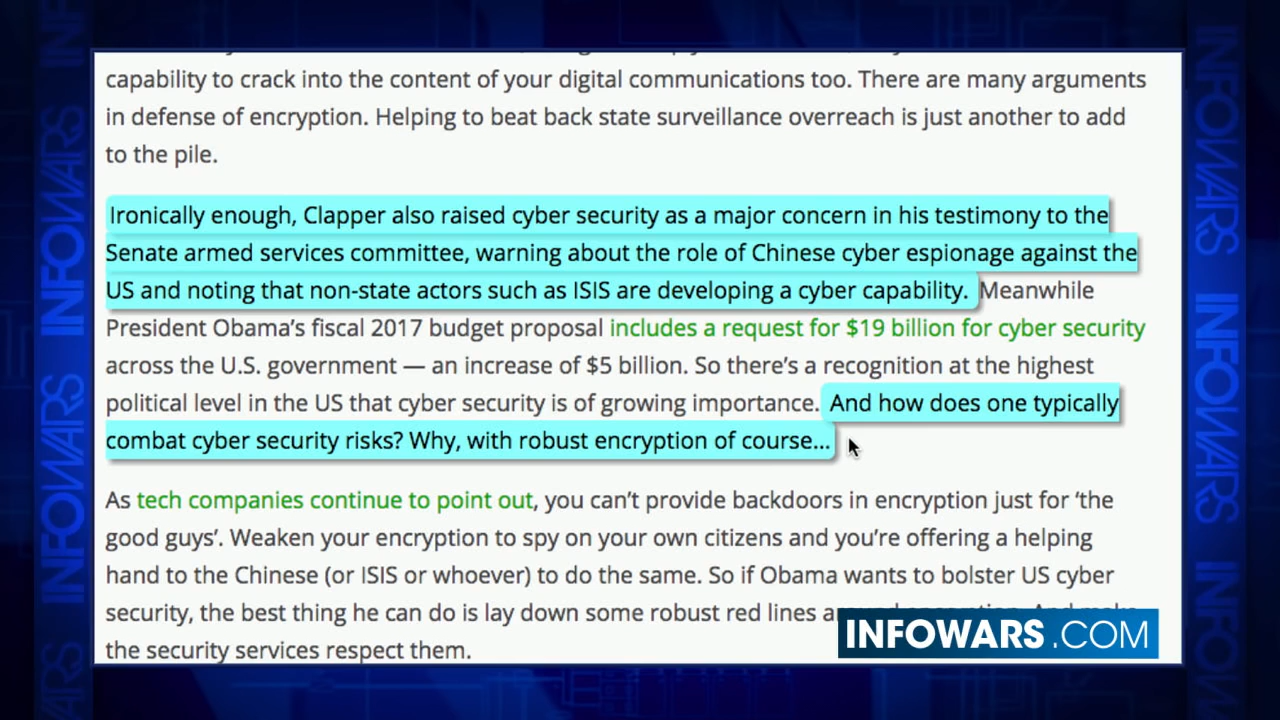 capability to crack into the content of your digital communications too. There are many arguments
in defense of encryption. Helping to beat back state surveillance overreach is just another to add
to the pile.
Ironically enough, Clapper also raised cyber security as a major concern in his testimony to the
Senate armed services committee, warning about the role of Chinese cyber espionage against the
US and noting that non-state actors such as ISIS are developing a cyber capability. Meanwhile
President Obama's fiscal 2017 budget proposal includes a request for $19 billion for cyber security
across the U.S. government — an increase of $5 billion. So there's a recognition at the highest
political level in the US that cyber security is of growing importance. And how does one typically
combat cyber security risks? Why, with robust encryption of course...
As tech companies continue to point out, you can't provide backdoors in encryption just for 'the
good guys'. Weaken your encryption to spy on your own citizens and you're offering a helping
hand to the Chinese (or ISIS or whoever) to do the same. So if Obama wants to bolster US cyber
security, the best thing he can do is lay down some robust red lines
the security services respect them.
INFOWARS.COM
INFOWARS
INFOWARS
INFOWARS
INFOWARS